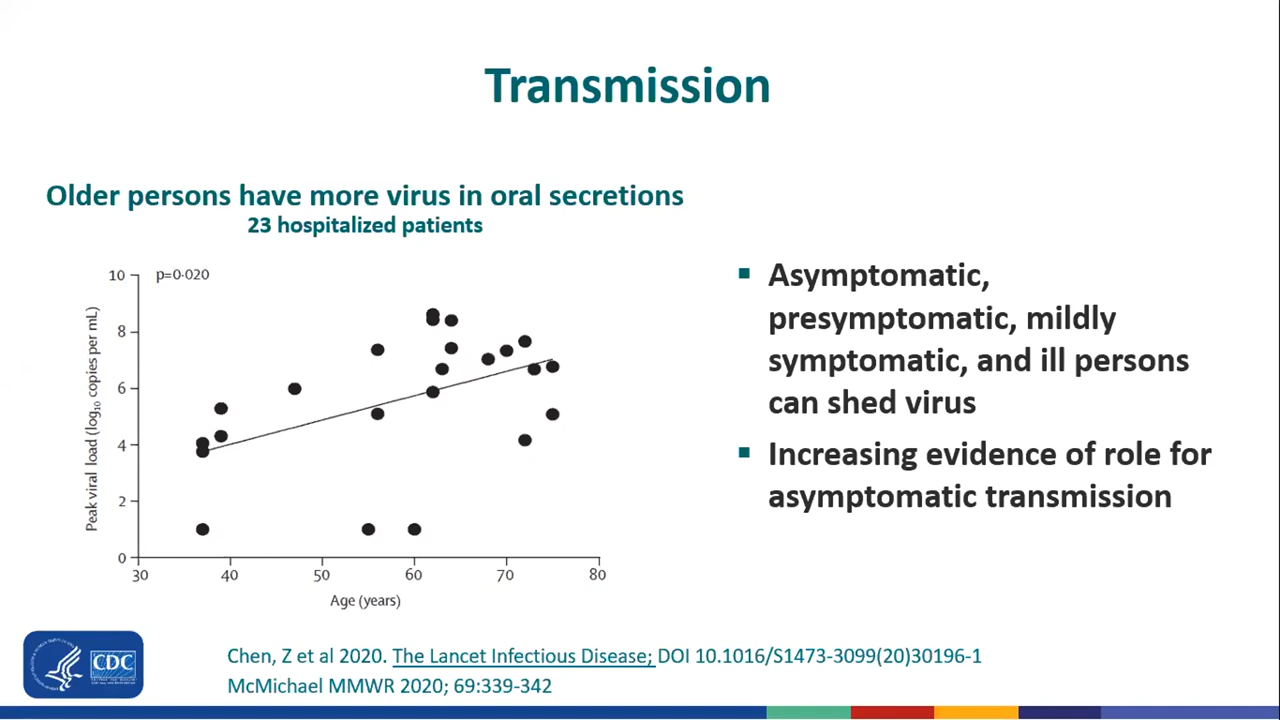 Transmission
Older persons have more virus in oral secretions
23 hospitalized patients
p=0·020
Peak viral load (log₁₀ copies per mL)
10
8
6
4
2
0
30 40 50 60 70 80
Age (years)
▪ Asymptomatic,
presymptomatic, mildly
symptomatic, and ill persons
can shed virus
▪ Increasing evidence of role for
asymptomatic transmission
CDC
Chen, Z et al 2020. The Lancet Infectious Disease; DOI 10.1016/S1473-3099(20)30196-1
McMichael MMWR 2020; 69:339-342